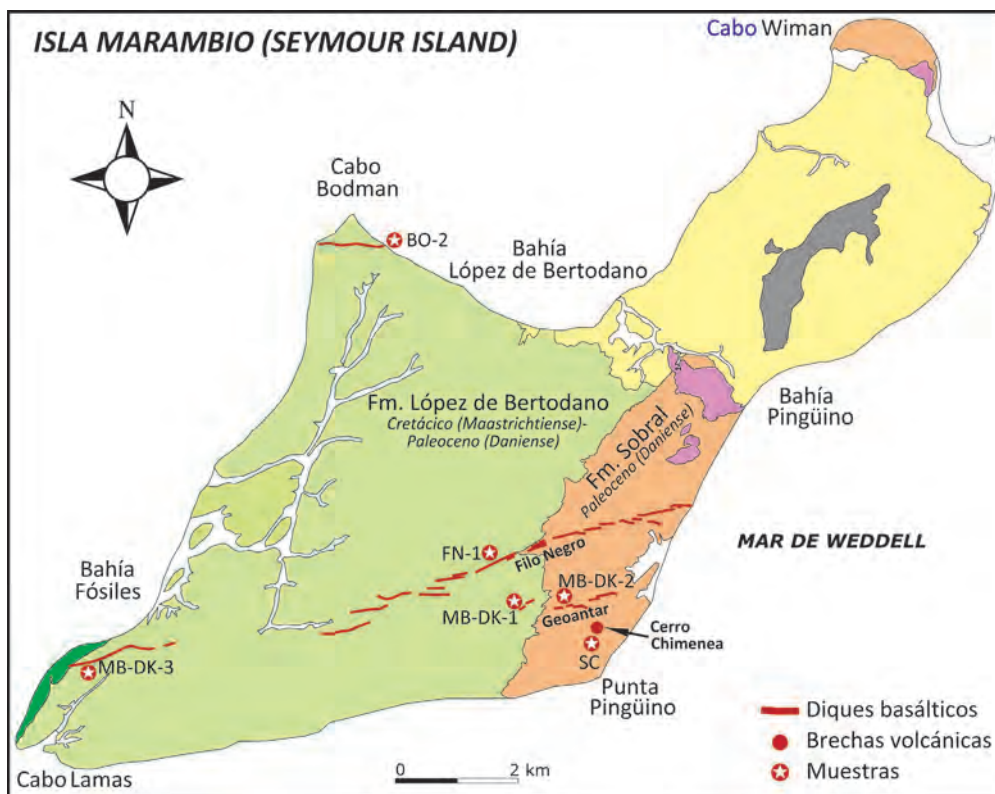 ISLA MARAMBIO (SEYMOUR ISLAND)
Cabo Wiman
N
Cabo
Bodman
BO-2
Bahía
López de Bertodano
Fm. López de Bertodano
Cretácico (Maastrichtiense)-
Paleoceno (Daniense)
Fm. Sobral
Paleoceno (Daniense)
Bahía
Pingüino
MAR DE WEDDELL
FN-1
Filo Negro
MB-DK-2
MB-DK-1
Geoantar
Cerro
Chimenea
SC
Punta
Pingüino
Bahía
Fósiles
MB-DK-3
Cabo Lamas
0 2 km
Diques basálticos
Brechas volcánicas
Muestras